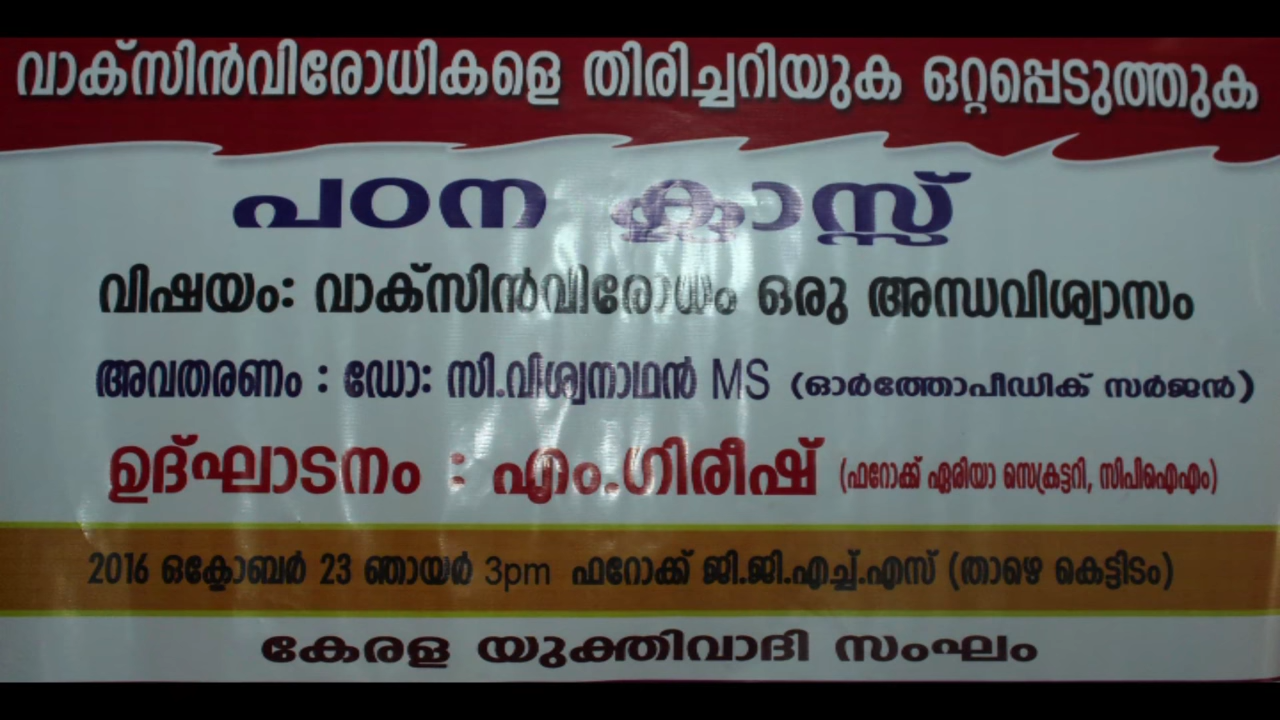 വാക്സിൻവിരോധികളെ തിരിച്ചറിയുക ഒറ്റപ്പെടുത്തുക
പഠന ക്ലാസ്സ്
വിഷയം: വാക്സിൻവിരോധം ഒരു അന്ധവിശ്വാസം
അവതരണം : ഡോ: സി.വിശ്വനാഥൻ MS (ഓർത്തോപീഡിക് സർജൻ)
ഉദ്ഘാടനം : എം.ഗിരീഷ് (ഫറോക്ക് ഏരിയാ സെക്രട്ടറി, സിപിഐഎം)
2016 ഒക്ടോബർ 23 ഞായർ 3pm ഫറോക്ക് ജി.ജി.എച്ച്.എസ് (താഴെ കെട്ടിടം)
കേരള യുക്തിവാദി സംഘം